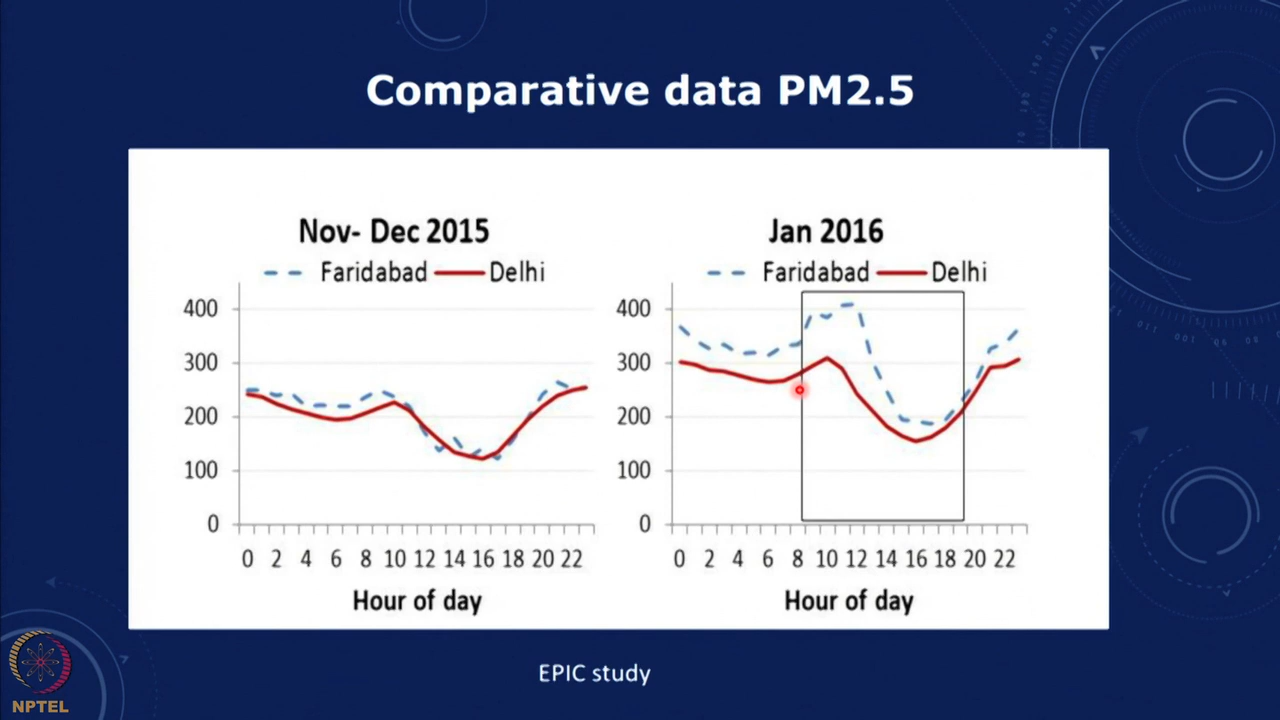 Comparative data PM2.5
Nov- Dec 2015
Faridabad Delhi
400
300
200
100
0
0 2 4 6 8 10 12 14 16 18 20 22
Hour of day
Jan 2016
Faridabad Delhi
400
300
200
100
0
0 2 4 6 8 10 12 14 16 18 20 22
Hour of day
EPIC study
NPTEL